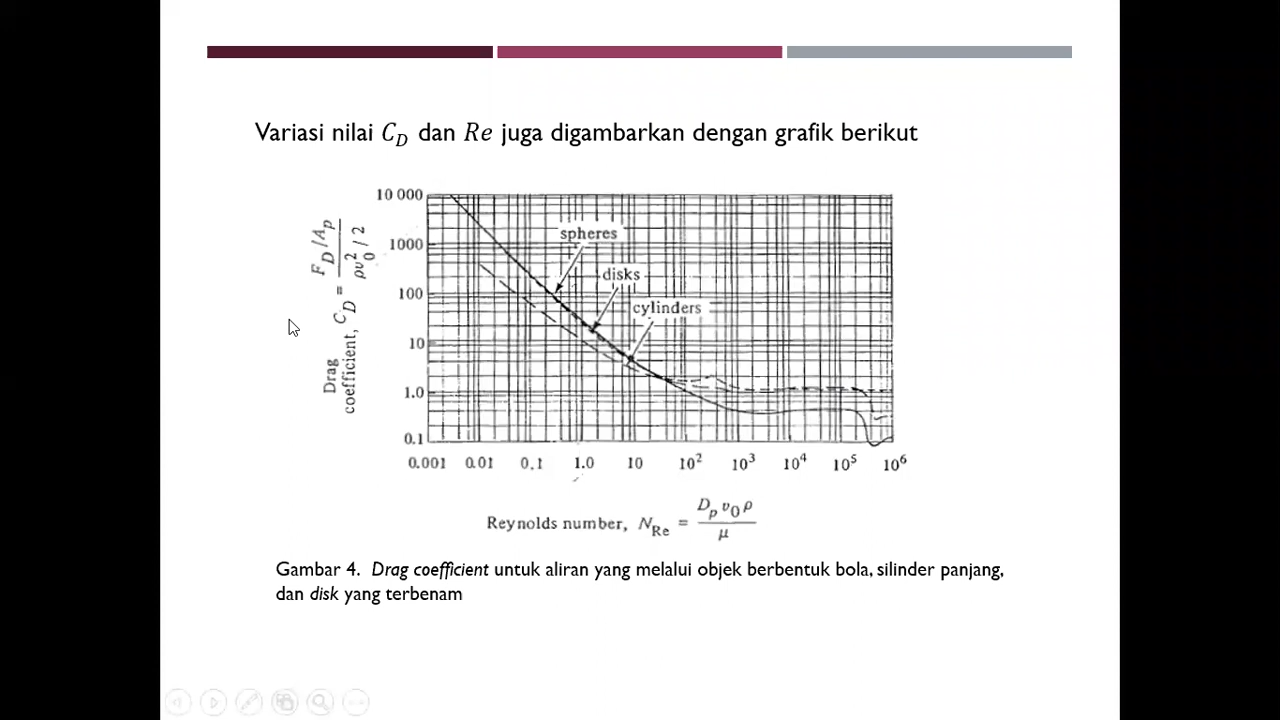 Variasi nilai C_D dan Re juga digambarkan dengan grafik berikut
10 000
1000
100
10
1.0
0.1
Drag coefficient, C_D = F_D/A_p / ρv_0^2/2
spheres
disks
cylinders
0.001 0.01 0.1 1.0 10 10^2 10^3 10^4 10^5 10^6
Reynolds number, N_Re = D_p v_0 ρ / μ
Gambar 4. Drag coefficient untuk aliran yang melalui objek berbentuk bola, silinder panjang,
dan disk yang terbenam